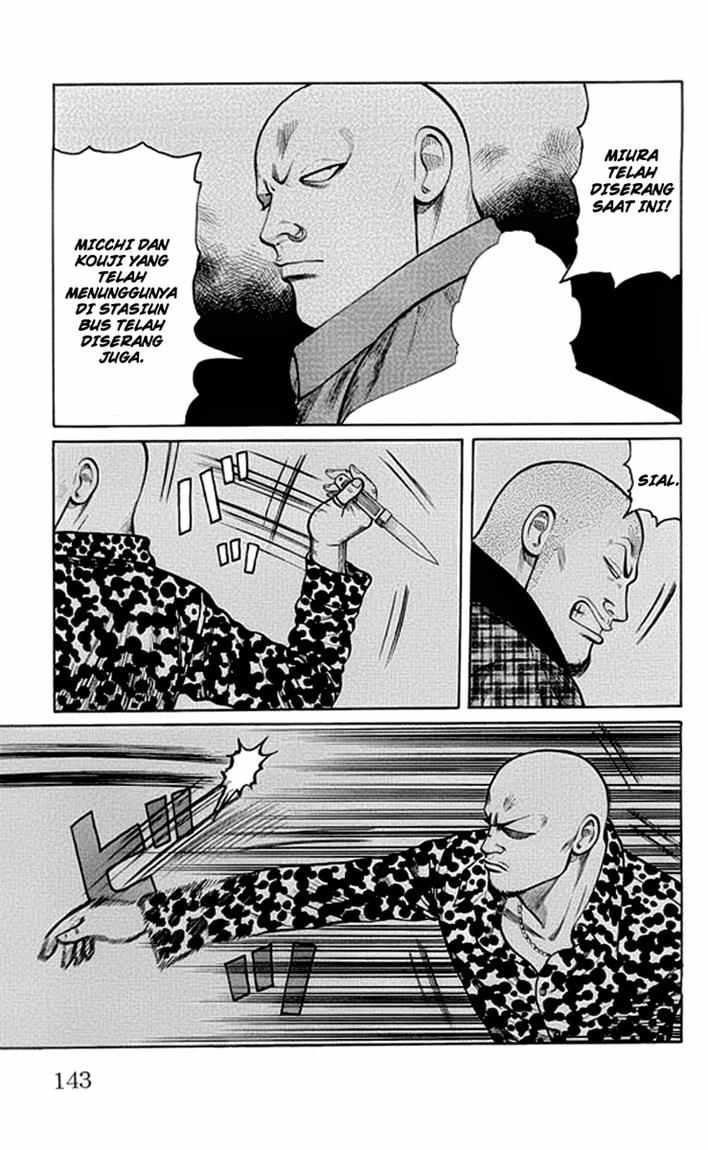 MIURA
TELAH
DISERANG
SAAT INI!
MICCHI DAN
KOUJI YANG
TELAH
MENUNGGUNYA
DI STASIUN
BUS TELAH
DISERANG
JUGA.
SIAL.
143